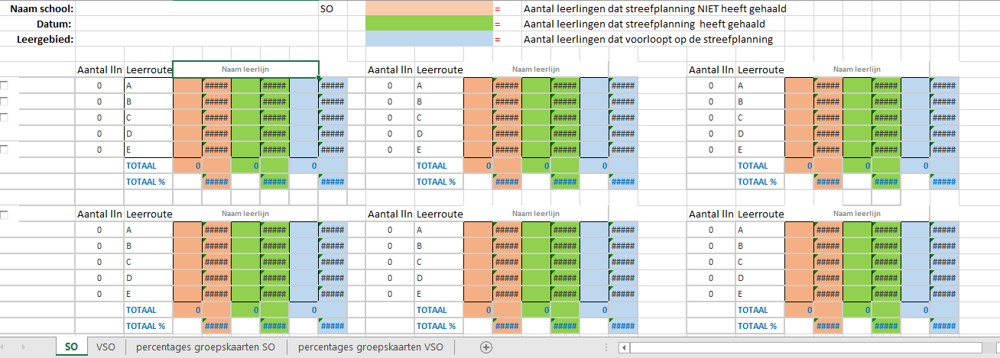 Naam school: SO = Aantal leerlingen dat streefplanning NIET heeft gehaald
Datum: = Aantal leerlingen dat streefplanning heeft gehaald
Leergebied: = Aantal leerlingen dat voorloopt op de streefplanning
Aantal lln Leerroute Naam leerlijn Aantal lln Leerroute Naam leerlijn Aantal lln Leerroute Naam leerlijn
0 A ##### ##### ##### 0 A ##### ##### ##### 0 A ##### ##### #####
0 B ##### ##### ##### 0 B ##### ##### ##### 0 B ##### ##### #####
0 C ##### ##### ##### 0 C ##### ##### ##### 0 C ##### ##### #####
0 D ##### ##### ##### 0 D ##### ##### ##### 0 D ##### ##### #####
0 E ##### ##### ##### 0 E ##### ##### ##### 0 E ##### ##### #####
TOTAAL 0 0 0 TOTAAL 0 0 0 TOTAAL 0 0 0
TOTAAL % ##### ##### ##### TOTAAL % ##### ##### ##### TOTAAL % ##### ##### #####
Aantal lln Leerroute Naam leerlijn Aantal lln Leerroute Naam leerlijn Aantal lln Leerroute Naam leerlijn
0 A ##### ##### ##### 0 A ##### ##### ##### 0 A ##### ##### #####
0 B ##### ##### ##### 0 B ##### ##### ##### 0 B ##### ##### #####
0 C ##### ##### ##### 0 C ##### ##### ##### 0 C ##### ##### #####
0 D ##### ##### ##### 0 D ##### ##### ##### 0 D ##### ##### #####
0 E ##### ##### ##### 0 E ##### ##### ##### 0 E ##### ##### #####
TOTAAL 0 0 0 TOTAAL 0 0 0 TOTAAL 0 0 0
TOTAAL % ##### ##### ##### TOTAAL % ##### ##### ##### TOTAAL % ##### ##### #####
SO VSO percentages groepskaarten SO percentages groepskaarten VSO